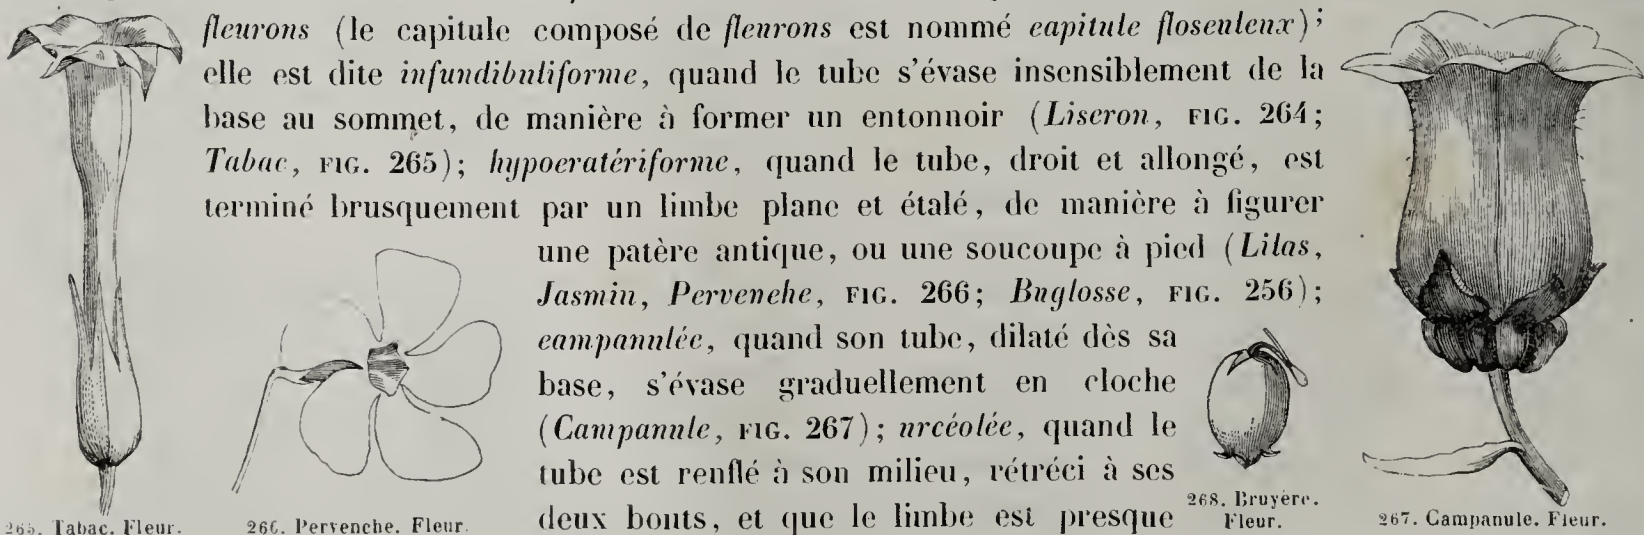 fleurons (le capitule composé de fleurons est nommé capitule flosculeux);
elle est dite infundibuliforme, quand le tube s'évase insensiblement de la
base au sommet, de manière à former un entonnoir (Liseron, FIG. 264;
Tabac, FIG. 265); hypocratériforme, quand le tube, droit et allongé, est
terminé brusquement par un limbe plane et étalé, de manière à figurer
une patère antique, ou une soucoupe à pied (Lilas,
Jasmin, Pervenche, FIG. 266; Buglosse, FIG. 256);
campanulée, quand son tube, dilaté dès sa
base, s'évase graduellement en cloche
(Campanule, FIG. 267); urcéolée, quand le
tube est renflé à son milieu, rétréci à ses
deux bouts, et que le limbe est presque
265. Tabac. Fleur.
266. Pervenche. Fleur.
268. Bruyère.
Fleur.
267. Campanule. Fleur.